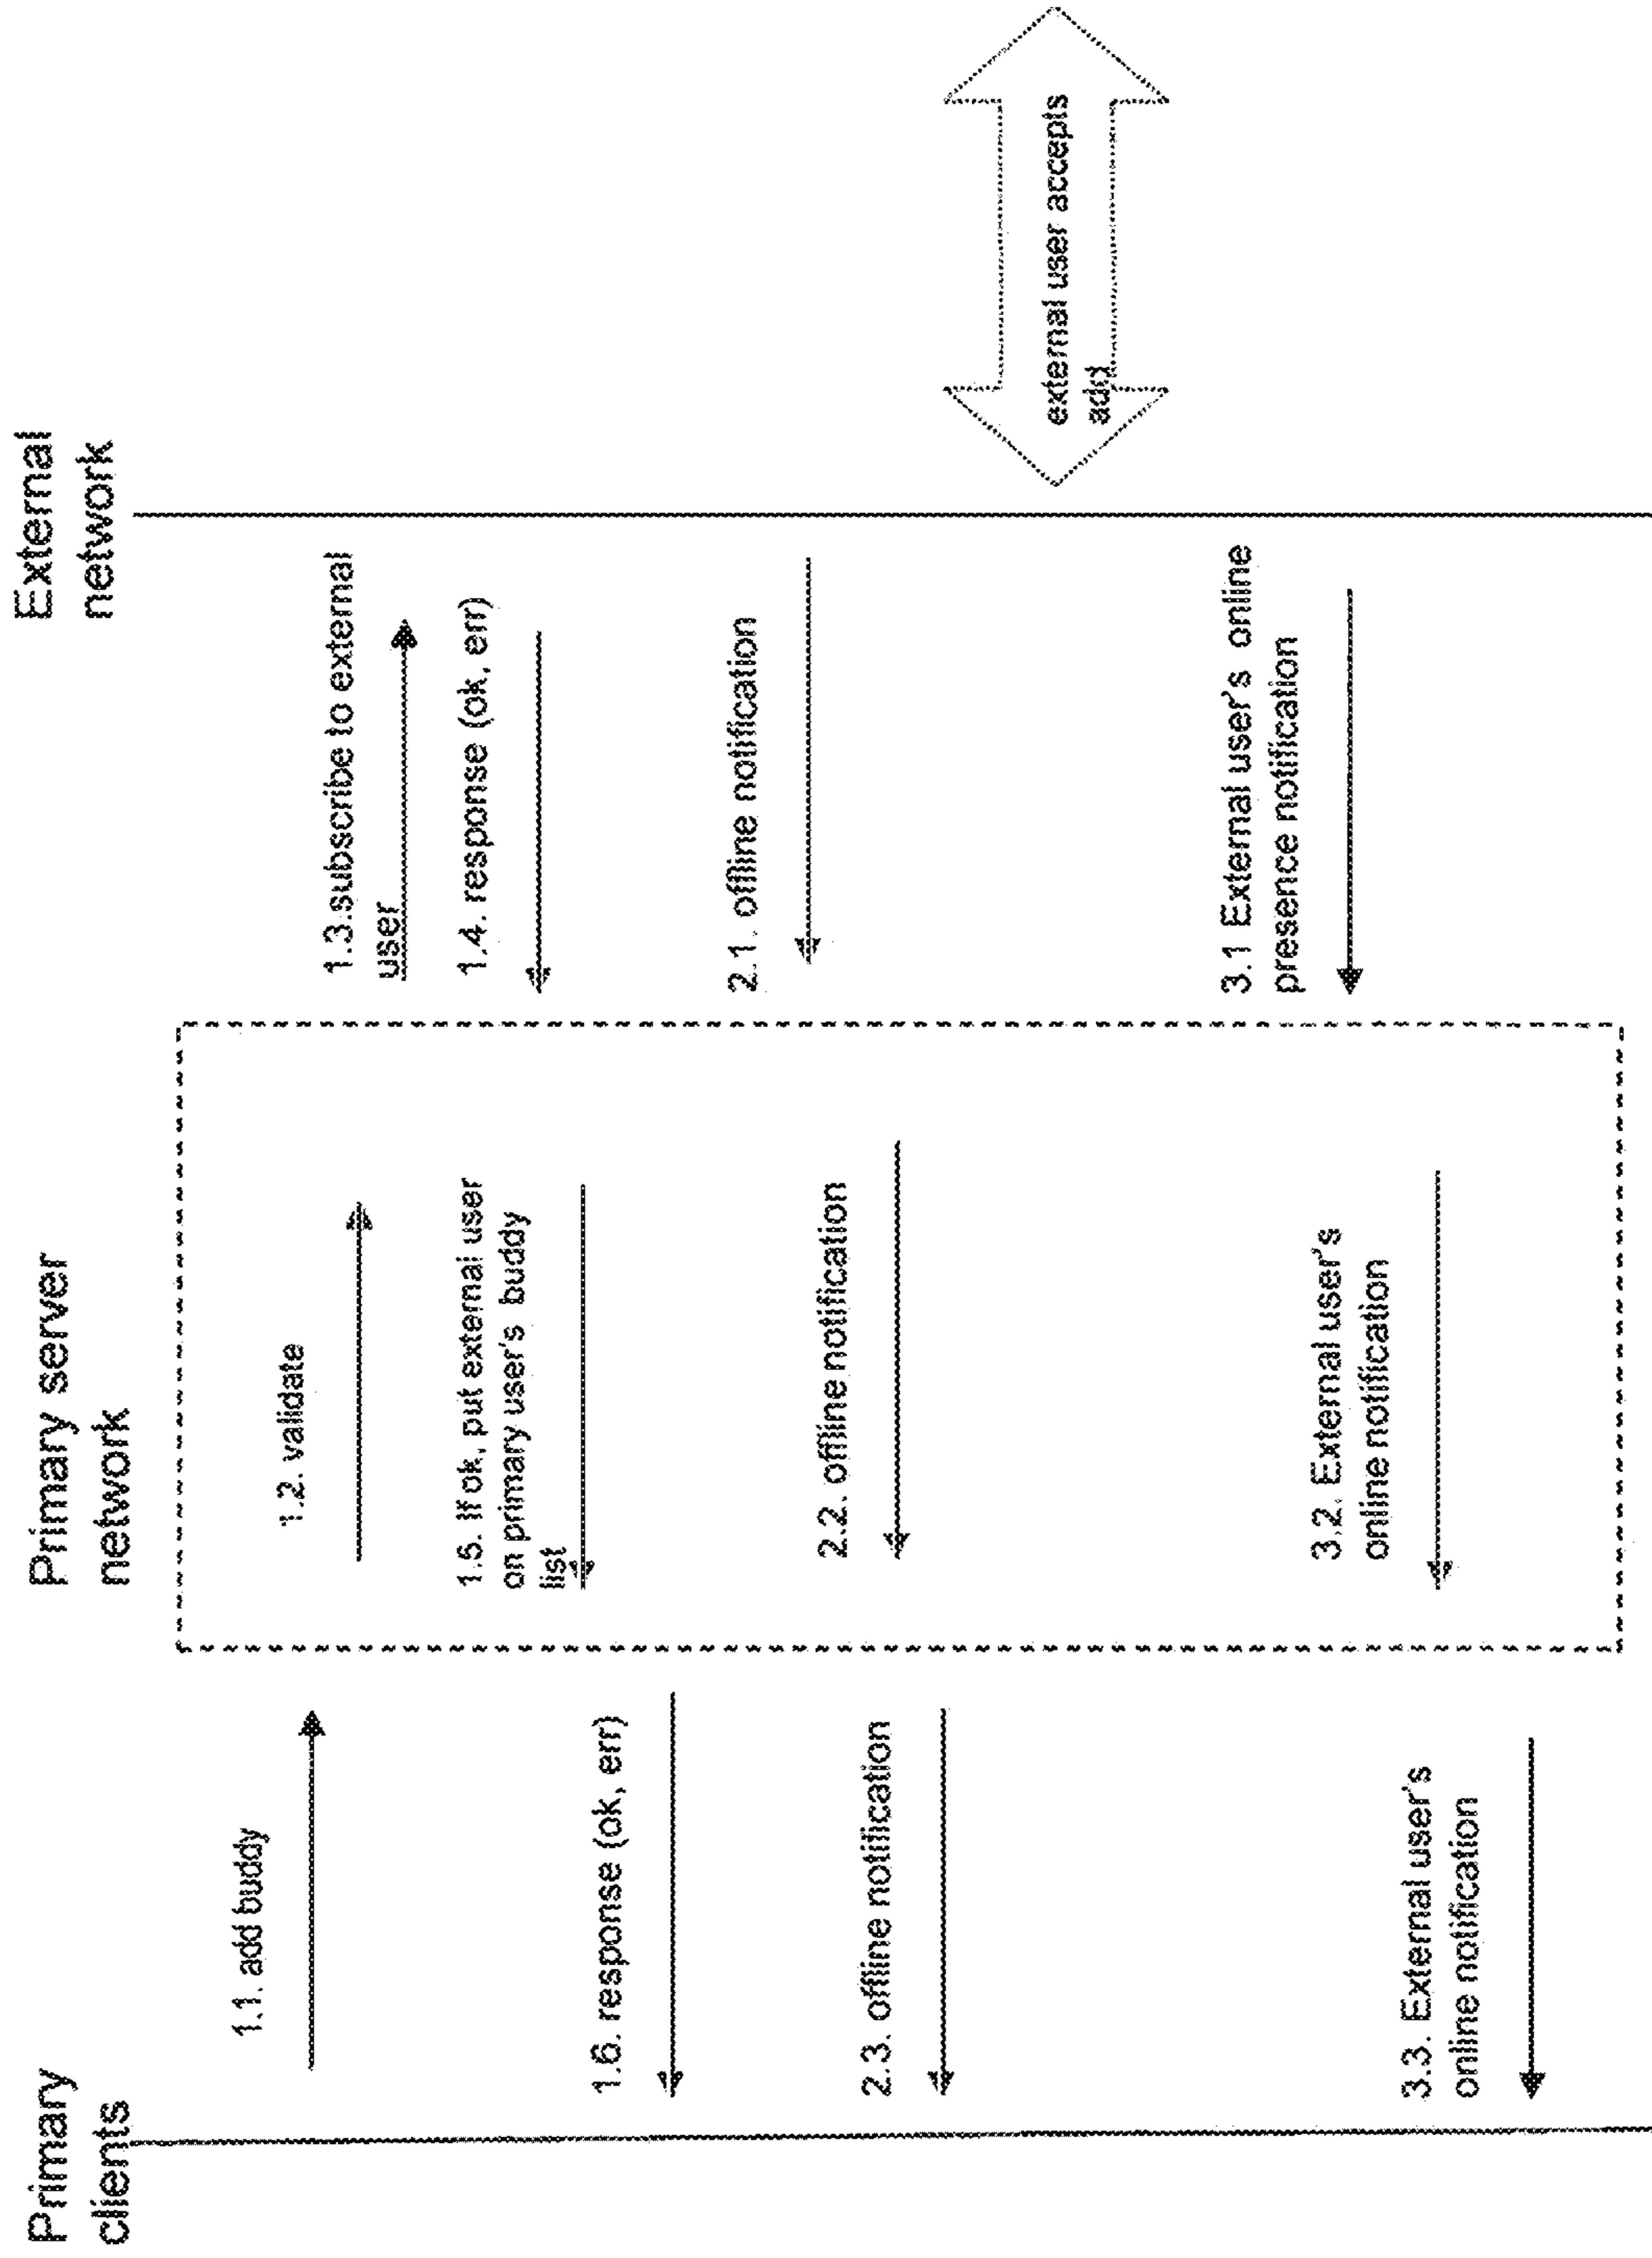 Primary
clients
Primary server
network
External
network
1.1. add buddy
1.2. validate
1.3.subscribe to external
user
1.4. response (ok, err)
1.5. If ok, put external user
on primary user's buddy
list
1.6. response (ok, err)
2.1. offline notification
2.2. offline notification
2.3. offline notification
external user accepts
add
3.1 External user's online
presence notification
3.2. External user's
online notification
3.3. External user's
online notification